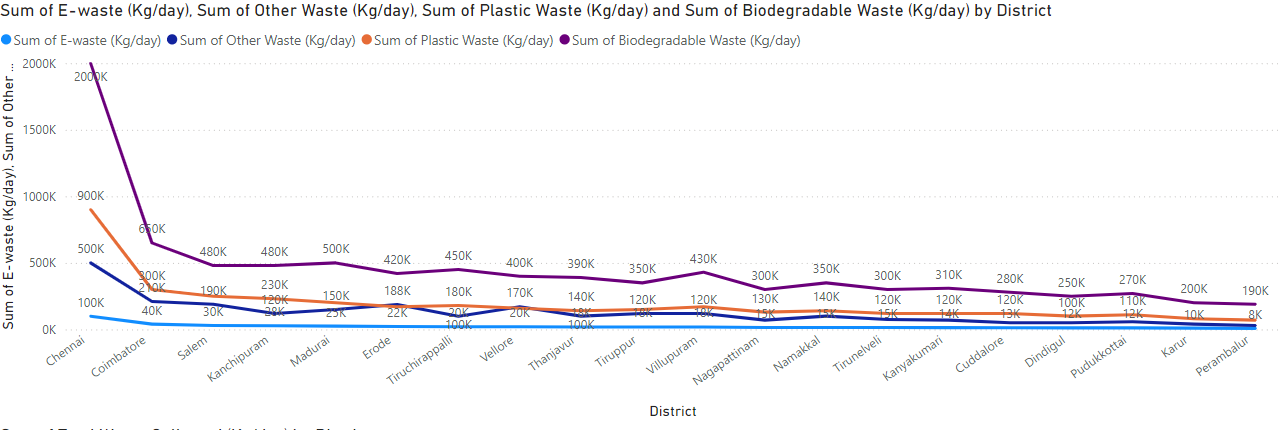 Sum of E-waste (Kg/day), Sum of Other Waste (Kg/day), Sum of Plastic Waste (Kg/day) and Sum of Biodegradable Waste (Kg/day) by District
Sum of E-waste (Kg/day) Sum of Other Waste (Kg/day) Sum of Plastic Waste (Kg/day) Sum of Biodegradable Waste (Kg/day)
Sum of E-waste (Kg/day), Sum of Other ...
2000K
1500K
1000K
500K
0K
2000K 650K 480K 480K 500K 420K 450K 400K 390K 350K 430K 300K 350K 300K 310K 280K 250K 270K 200K 190K
900K 300K 190K 230K 150K 188K 180K 170K 140K 120K 120K 130K 140K 120K 120K 120K 100K 110K
500K 210K 120K
100K 40K 30K 28K 25K 22K 20K 20K 18K 18K 18K 15K 15K 15K 14K 13K 12K 12K 10K 8K
100K 100K
Chennai Coimbatore Salem Kanchipuram Madurai Erode Tiruchirappalli Vellore Thanjavur Tiruppur Villupuram Nagapattinam Namakkal Tirunelveli Kanyakumari Cuddalore Dindigul Pudukkottai Karur Perambalur
District